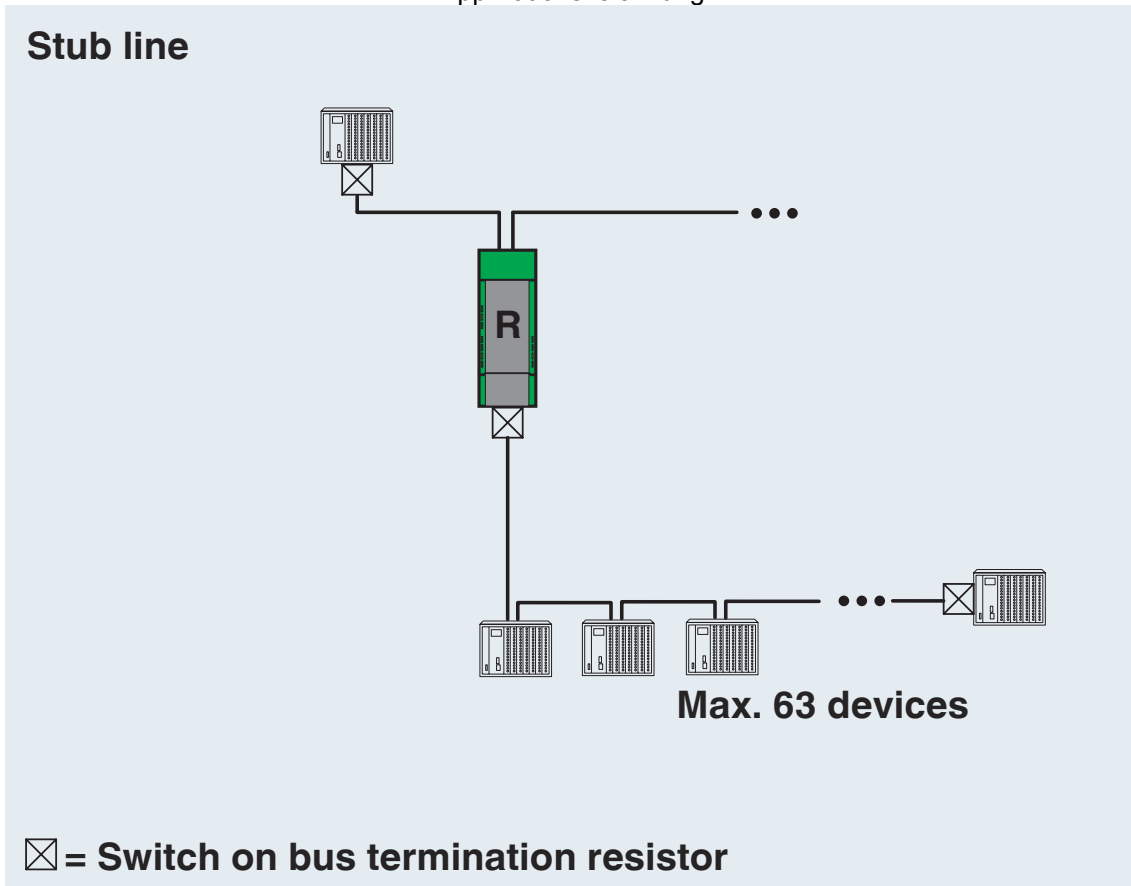 Stub line
R
Max. 63 devices
= Switch on bus termination resistor